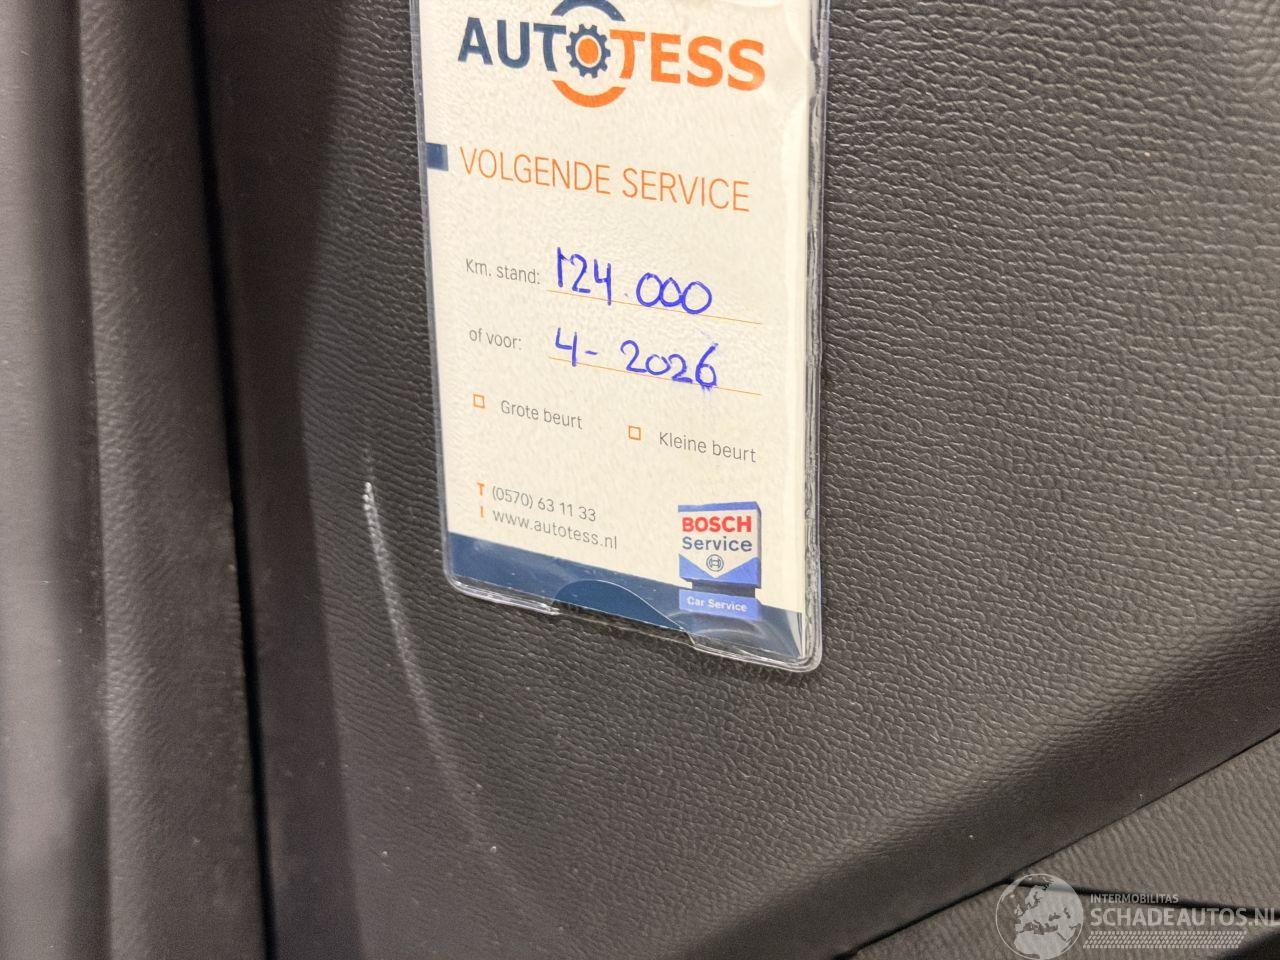 AUTOTESS
VOLGENDE SERVICE
Km. stand: 124.000
of voor: 4-2026
Grote beurt
Kleine beurt
T (0570) 63 11 33
I www.autotess.nl
BOSCH
Service
Car Service
INTERMOBILITAS
SCHADEAUTOS.NL